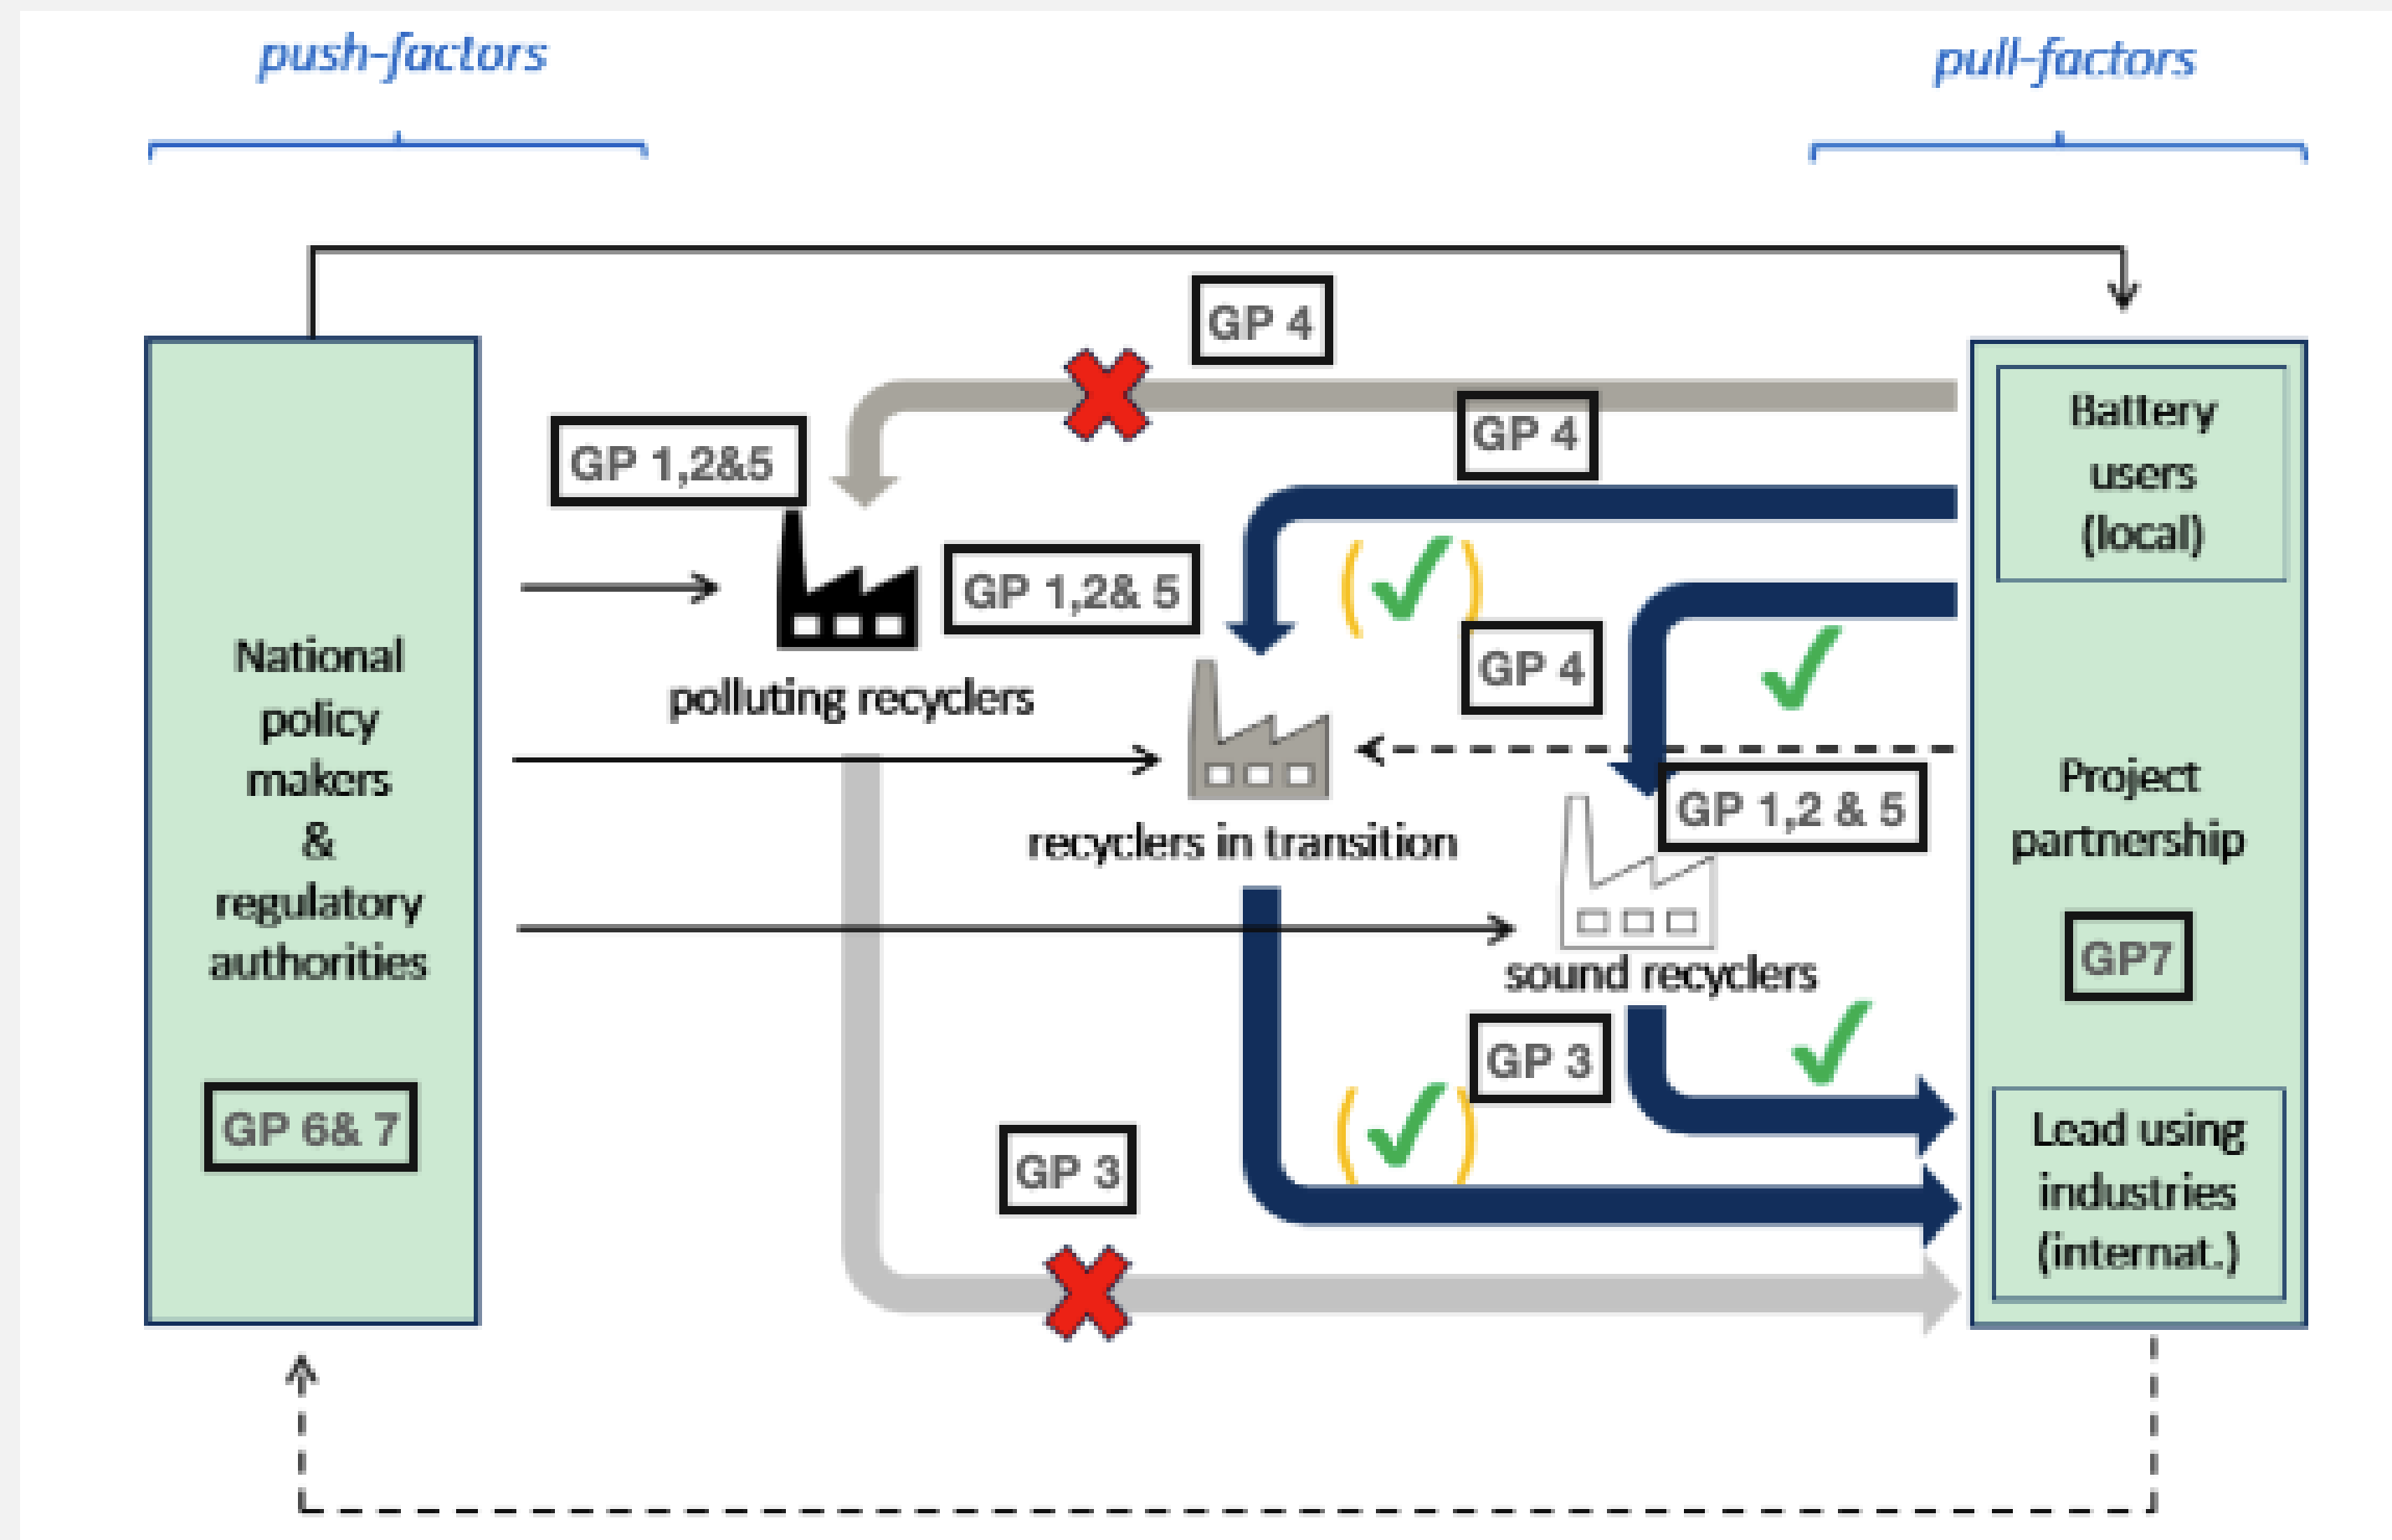 push-factors
pull-factors
GP 4
GP 4
GP 1,2&5
GP 1,2& 5
polluting recyclers
National
policy
makers
&
regulatory
authorities
GP 6& 7
Battery
users
(local)
GP 4
recyclers in transition
GP 1,2 & 5
sound recyclers
Project
partnership
GP7
GP 3
GP 3
Lead using
industries
(internat.)